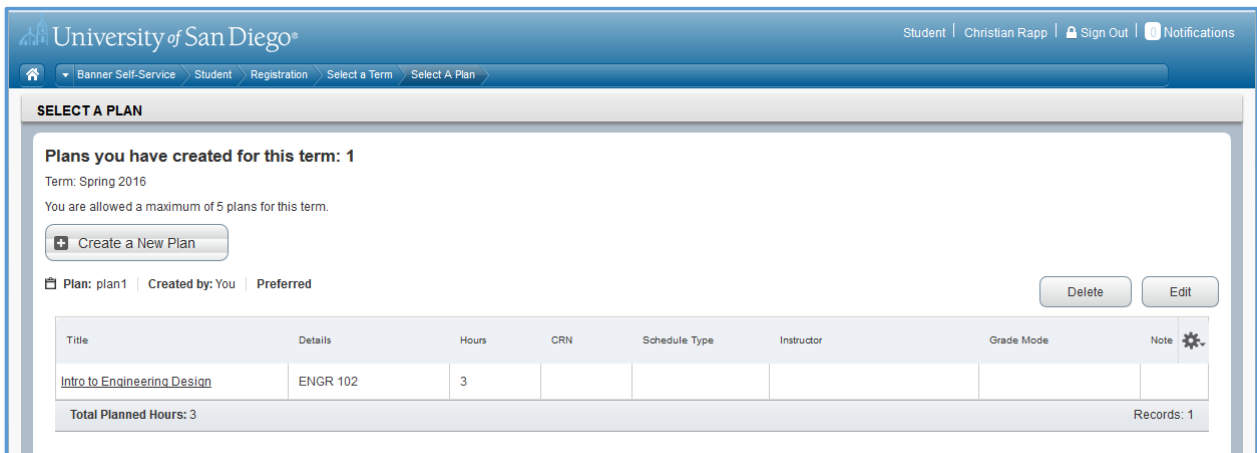 University of San Diego®
Student Christian Rapp Sign Out 0 Notifications
Banner Self-Service Student Registration Select a Term Select A Plan
SELECT A PLAN
Plans you have created for this term: 1
Term: Spring 2016
You are allowed a maximum of 5 plans for this term.
Create a New Plan
Plan: plan1 Created by: You Preferred
Delete Edit
Title Details Hours CRN Schedule Type Instructor Grade Mode Note
Intro to Engineering Design ENGR 102 3
Total Planned Hours: 3 Records: 1